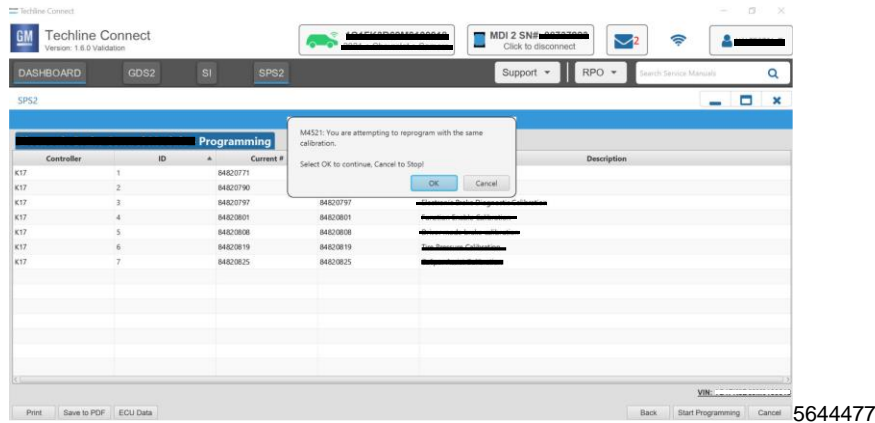 Techline Connect
GM Techline Connect
Version: 1.6.0 Validation
MDI 2 SN#
Click to disconnect
2
DASHBOARD GDS2 SI SPS2 Support RPO Search Service Manuals
SPS2
Programming
M4521: You are attempting to reprogram with the same
calibration.
Select OK to continue, Cancel to Stop!
OK Cancel
Controller ID Current # Description
K17 1 84820771
K17 2 84820790
K17 3 84820797 84820797
K17 4 84820801 84820801
K17 5 84820808 84820808
K17 6 84820819 84820819
K17 7 84820825 84820825
VIN:
Print Save to PDF ECU Data Back Start Programming Cancel
5644477